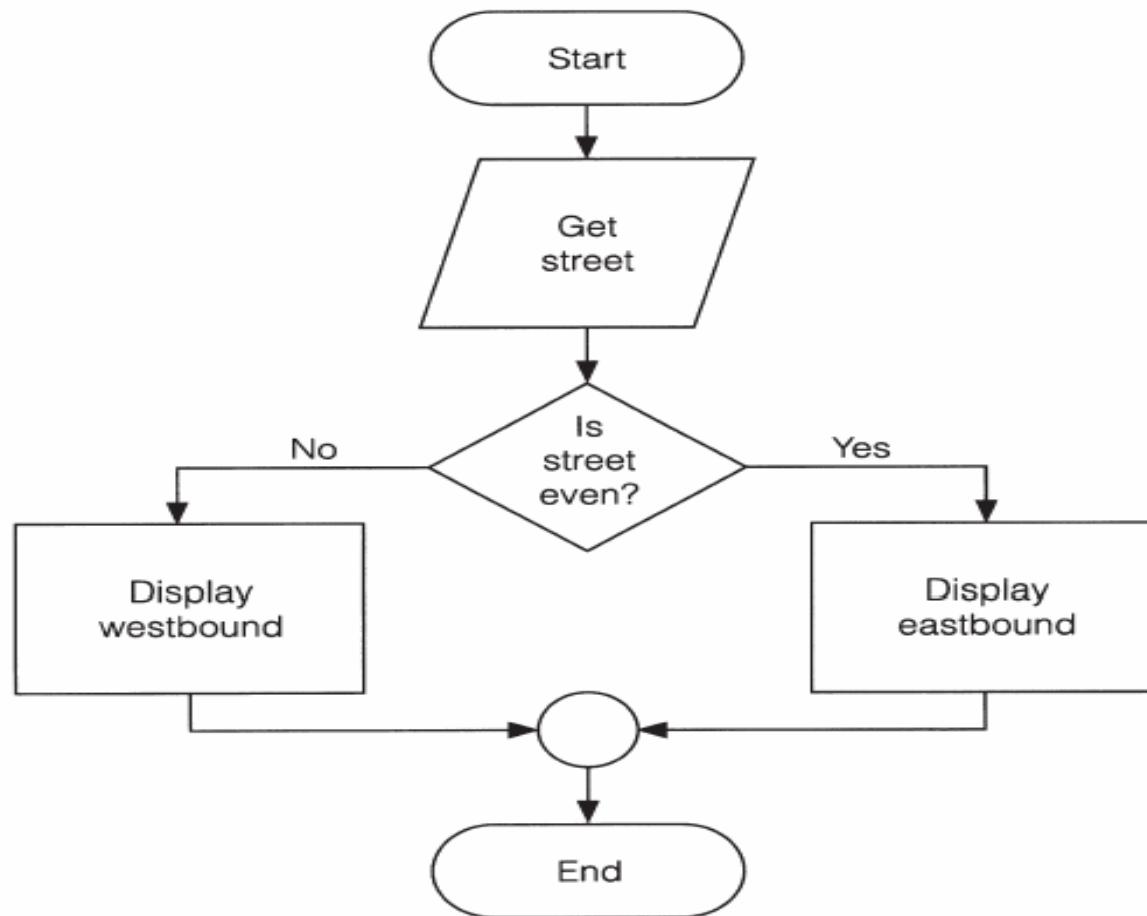 Start
Get
street
Is
street
even?
No
Yes
Display
westbound
Display
eastbound
End